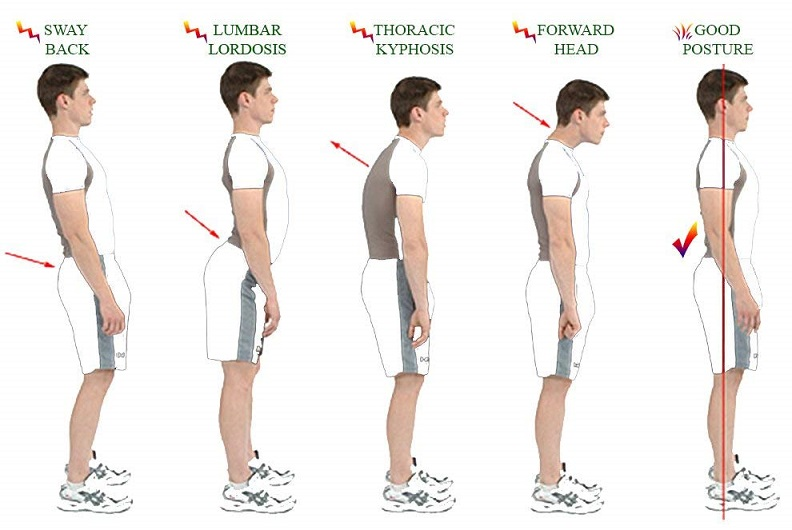 SWAY
BACK
LUMBAR
LORDOSIS
THORACIC
KYPHOSIS
FORWARD
HEAD
GOOD
POSTURE